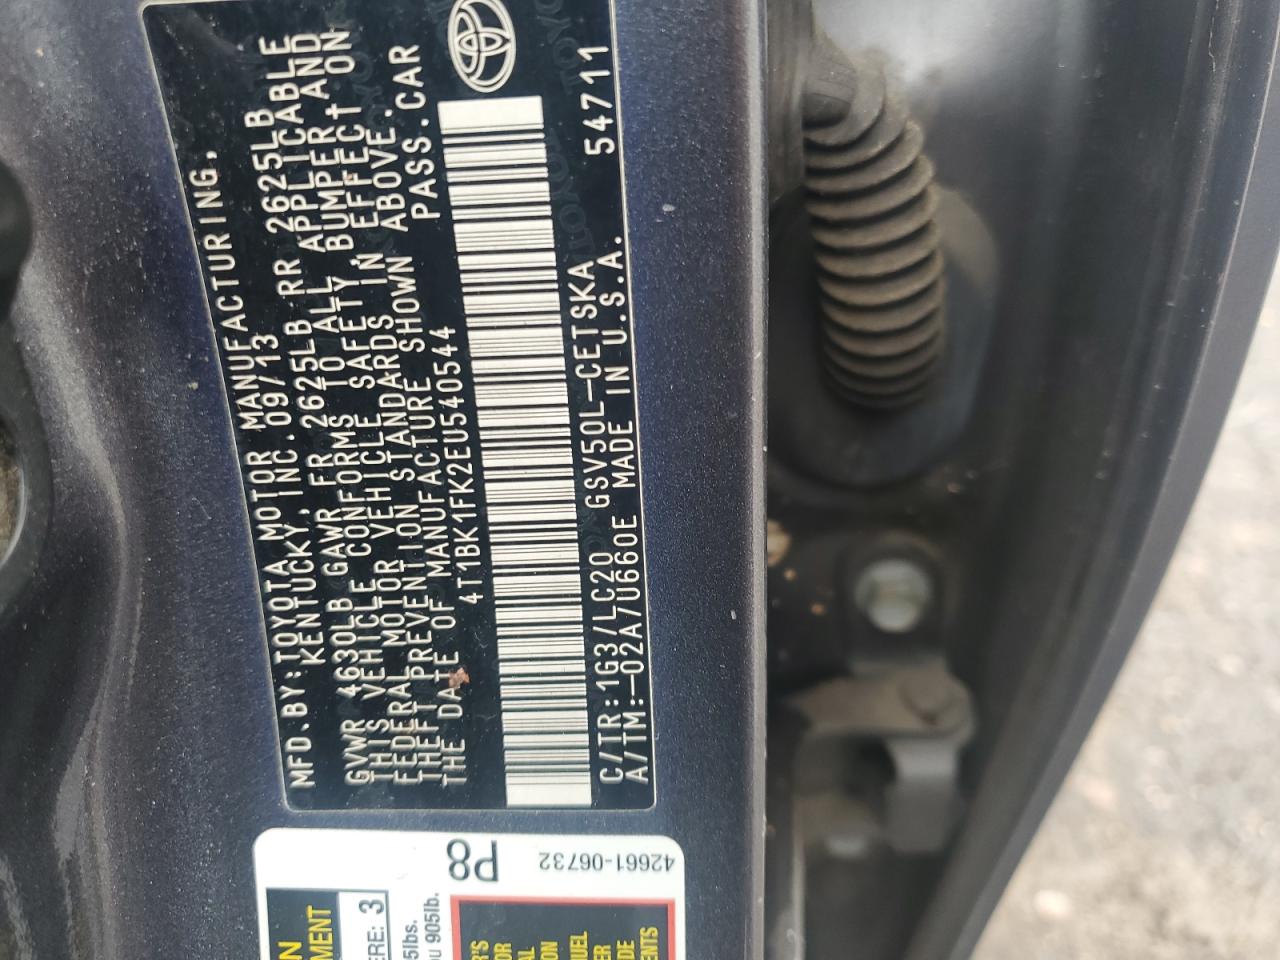 MFD.BY:TOYOTA MOTOR MANUFACTURING,
KENTUCKY, INC. 09/13
GVWR 4630LB GAWR FR 2625LB RR 2625LB
THIS VEHICLE CONFORMS TO ALL APPLICABLE
FEDERAL MOTOR VEHICLE SAFETY, BUMPER, AND
THEFT PREVENTION STANDARDS IN EFFECT ON
THE DATE OF MANUFACTURE SHOWN ABOVE.
4T1BK1FK2EU540544 PASS.CAR
C/TR:1G3/LC20 GSV50L-CETSKA 54711
A/TM:-02A/U660E MADE IN U.S.A.
P8
42661-06732
3
905lb.